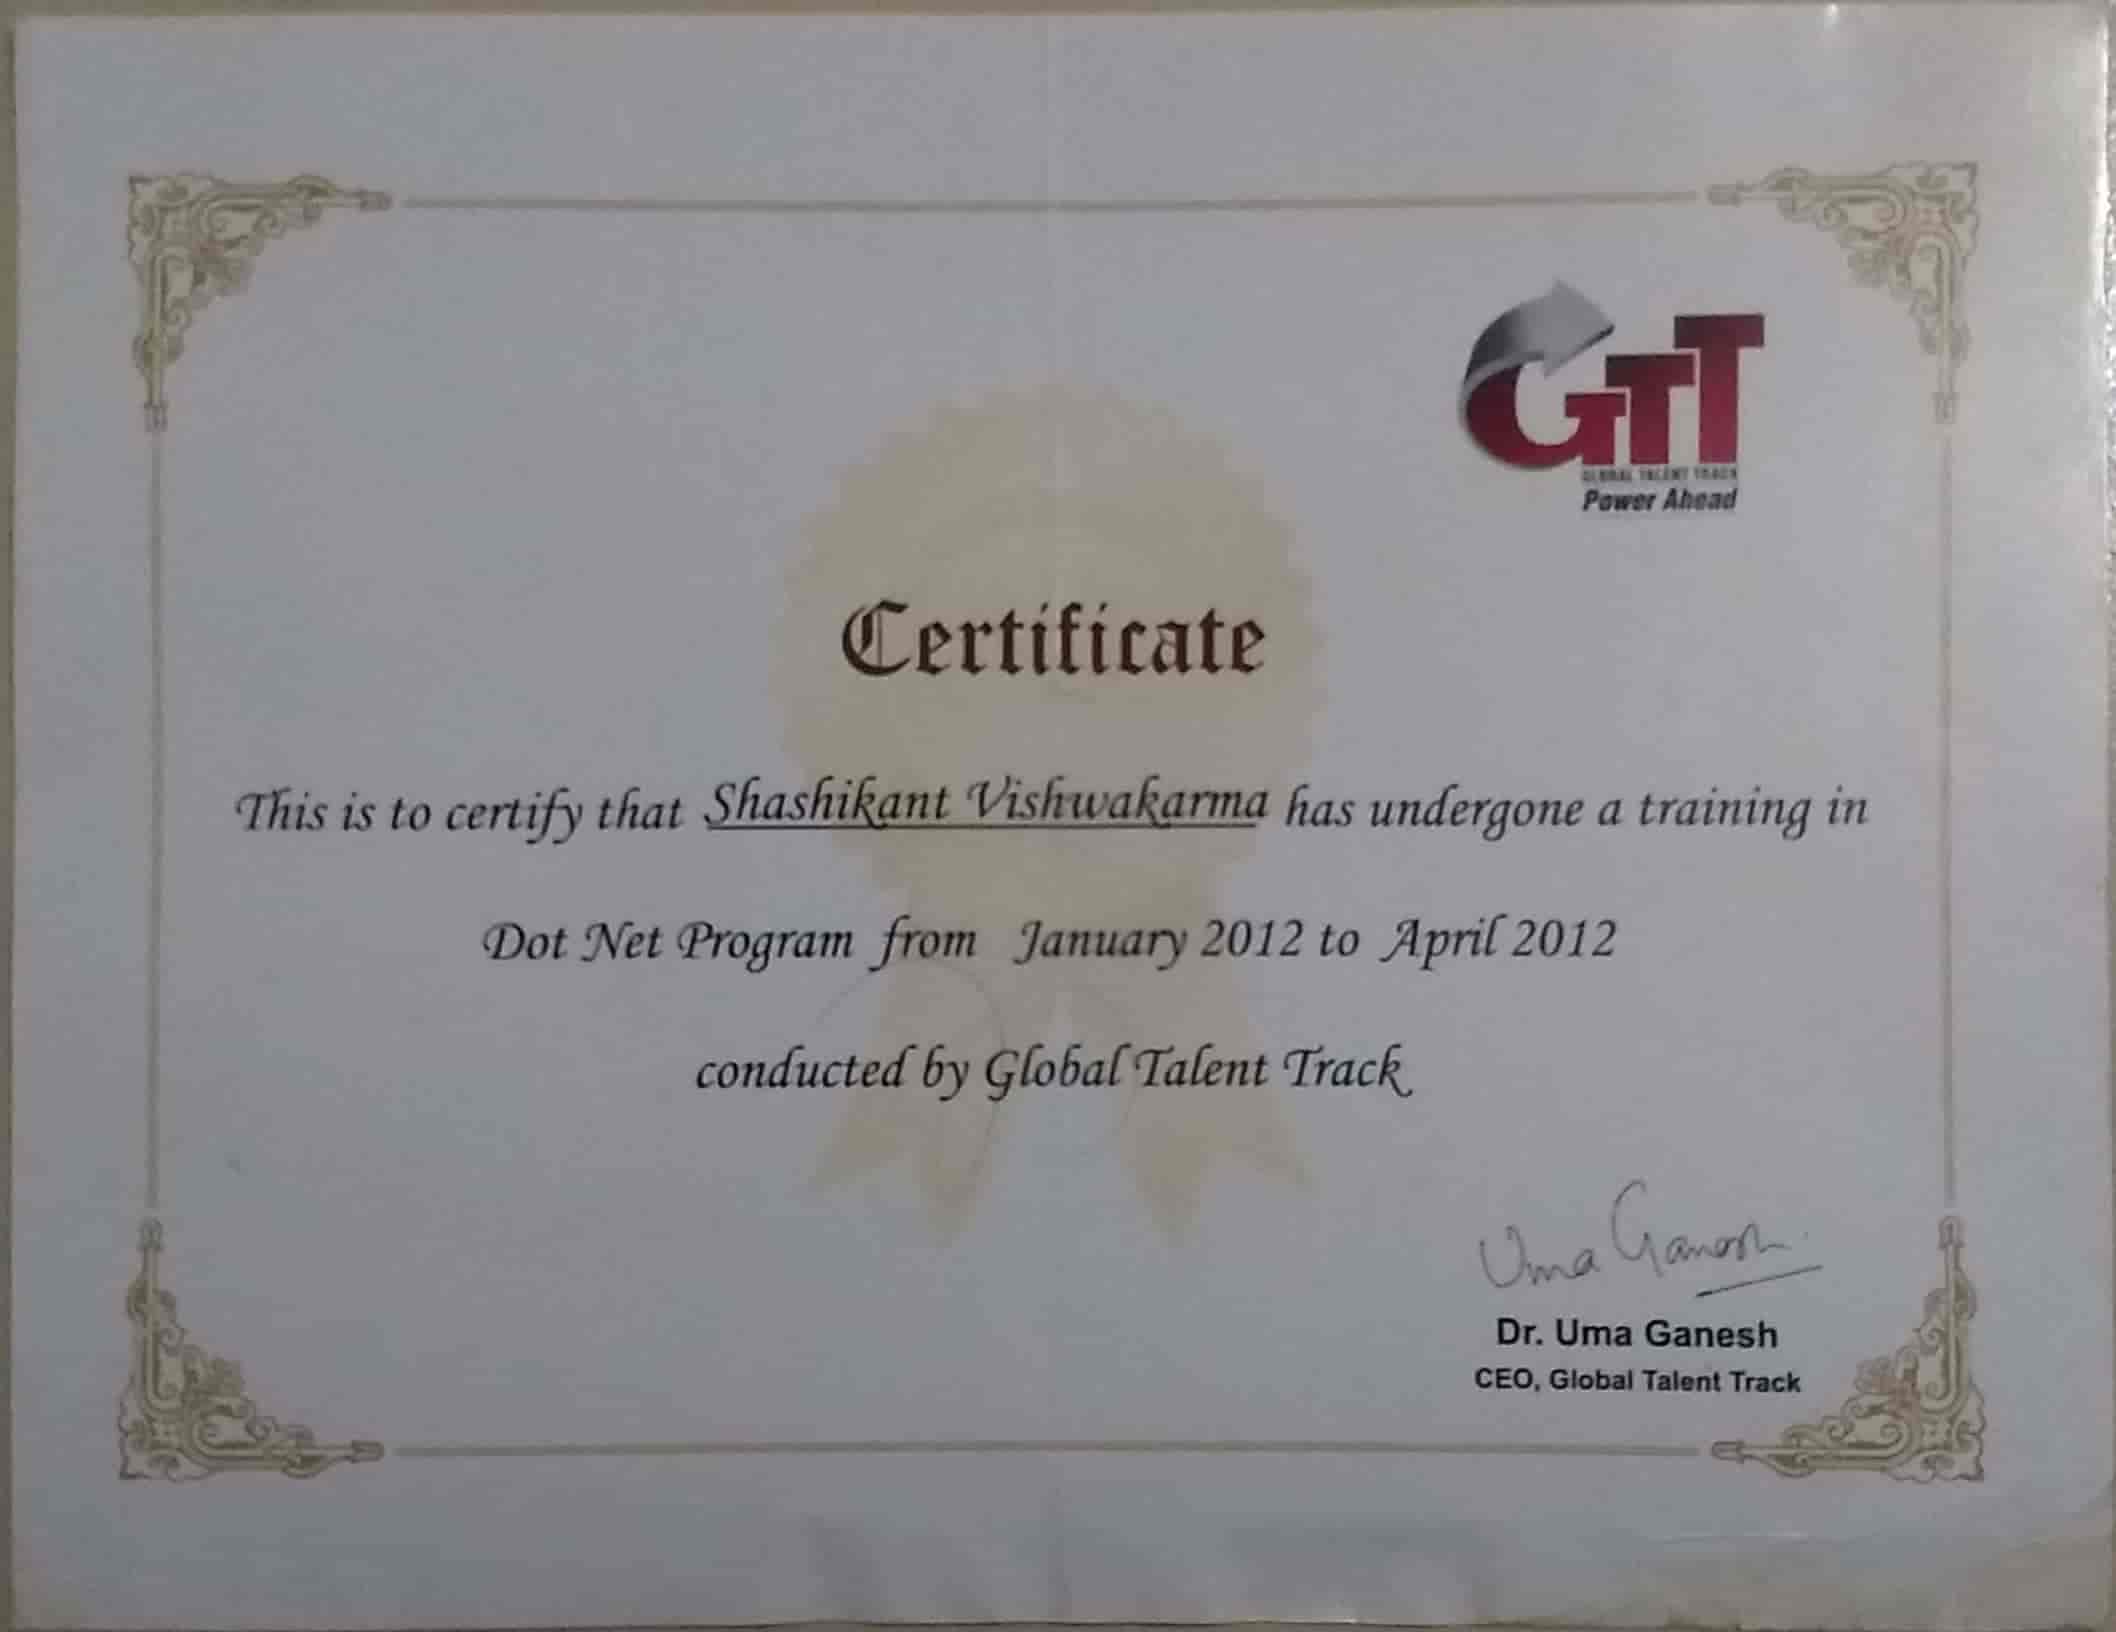 GTT
GLOBAL TALENT TRACK
Power Ahead
Certificate
This is to certify that Shashikant Vishwakarma has undergone a training in
Dot Net Program from January 2012 to April 2012
conducted by Global Talent Track
Uma Ganesh
Dr. Uma Ganesh
CEO, Global Talent Track